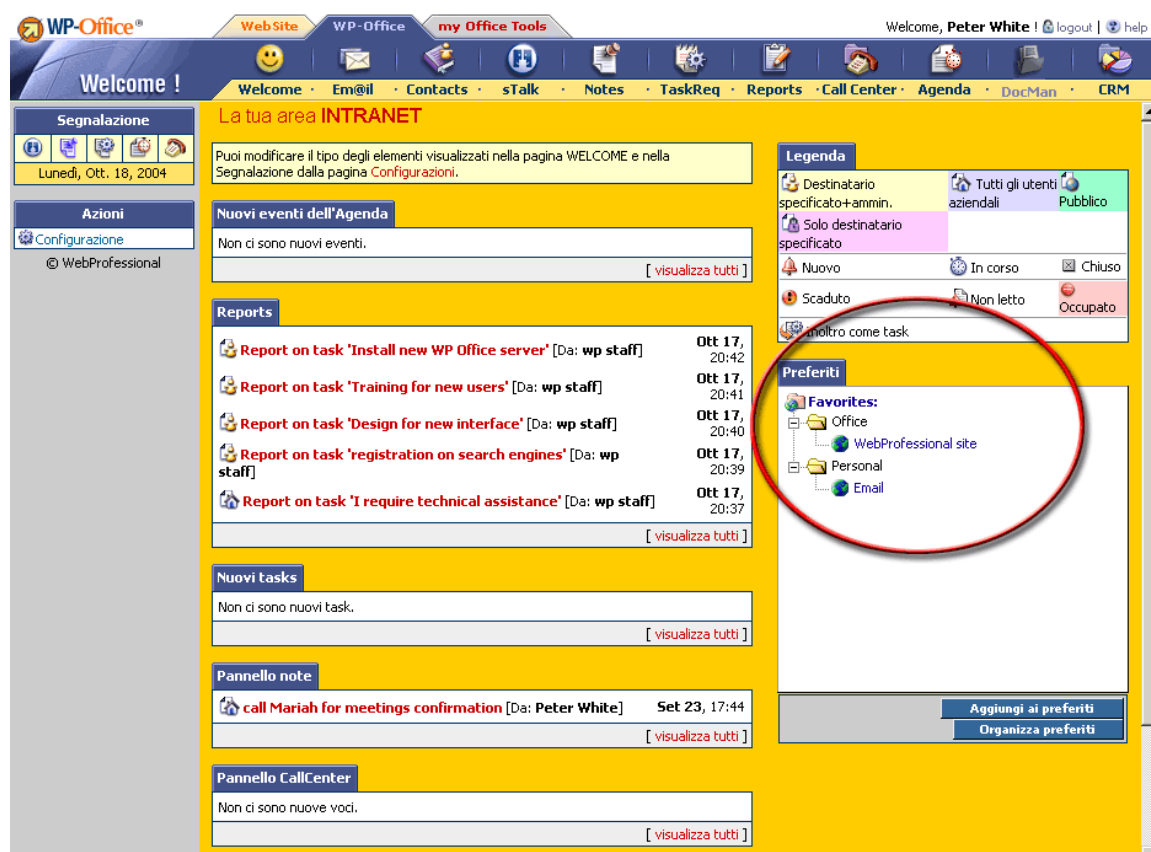 WP-Office®
WebSite
WP-Office
my Office Tools
Welcome, Peter White ! logout | help
Welcome !
Welcome · Em@il · Contacts · sTalk · Notes · TaskReq · Reports · Call Center · Agenda · DocMan · CRM
Segnalazione
Lunedì, Ott. 18, 2004
Azioni
Configurazione
© WebProfessional
La tua area INTRANET
Puoi modificare il tipo degli elementi visualizzati nella pagina WELCOME e nella
Segnalazione dalla pagina Configurazioni.
Nuovi eventi dell'Agenda
Non ci sono nuovi eventi.
[ visualizza tutti ]
Reports
Report on task 'Install new WP Office server' [Da: wp staff] Ott 17,
20:42
Report on task 'Training for new users' [Da: wp staff] Ott 17,
20:41
Report on task 'Design for new interface' [Da: wp staff] Ott 17,
20:40
Report on task 'registration on search engines' [Da: wp Ott 17,
staff] 20:39
Report on task 'I require technical assistance' [Da: wp staff] Ott 17,
20:37
[ visualizza tutti ]
Nuovi tasks
Non ci sono nuovi task.
[ visualizza tutti ]
Pannello note
call Mariah for meetings confirmation [Da: Peter White] Set 23, 17:44
[ visualizza tutti ]
Pannello CallCenter
Non ci sono nuove voci.
[ visualizza tutti ]
Legenda
Destinatario
specificato+ammin.
Tutti gli utenti
aziendali
Pubblico
Solo destinatario
specificato
Nuovo
In corso
Chiuso
Scaduto
Non letto
Occupato
Inoltro come task
Preferiti
Favorites:
Office
WebProfessional site
Personal
Email
Aggiungi ai preferiti
Organizza preferiti